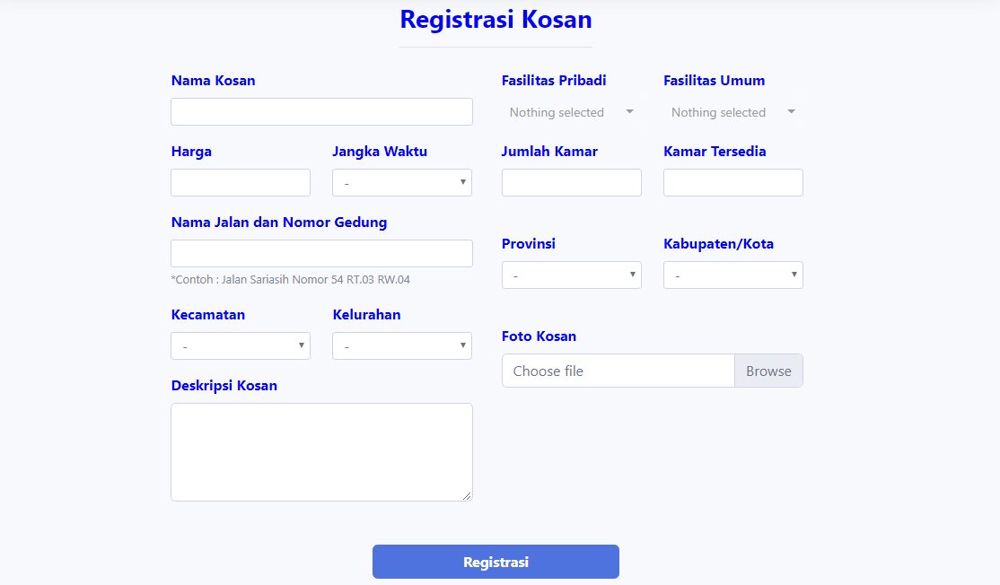 Registrasi Kosan
Nama Kosan
Fasilitas Pribadi
Fasilitas Umum
Nothing selected
Nothing selected
Harga
Jangka Waktu
Jumlah Kamar
Kamar Tersedia
-
Nama Jalan dan Nomor Gedung
*Contoh : Jalan Sariasih Nomor 54 RT.03 RW.04
Provinsi
Kabupaten/Kota
-
-
Kecamatan
Kelurahan
-
-
Foto Kosan
Choose file
Browse
Deskripsi Kosan
Registrasi